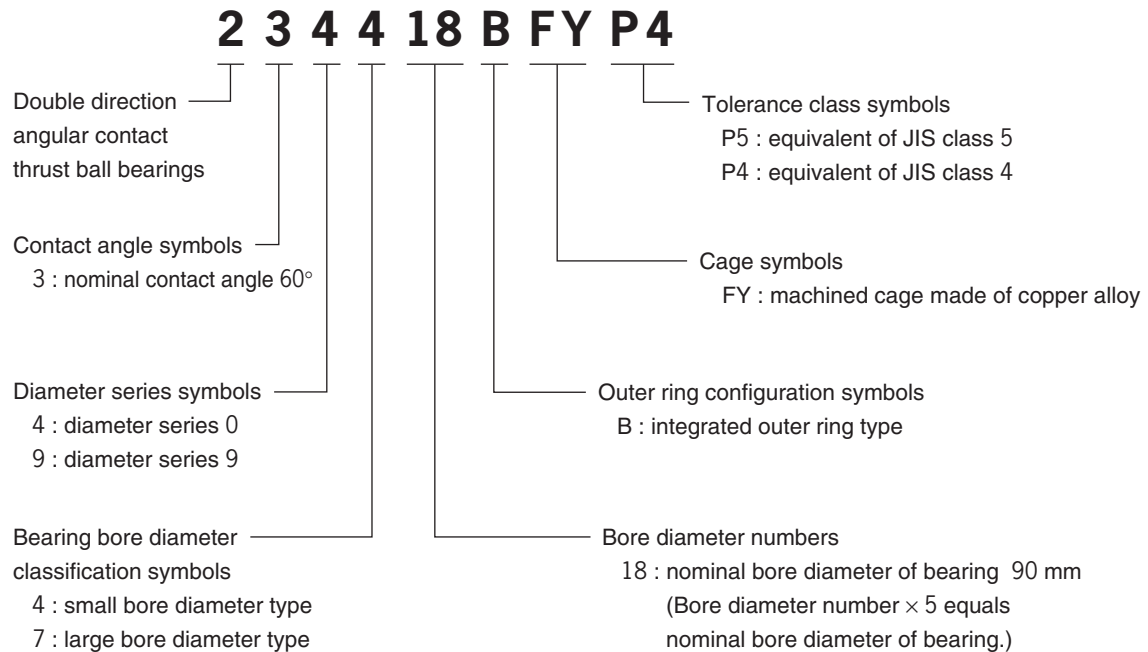 2 3 4 4 18 B FY P4
Double direction
angular contact
thrust ball bearings
Contact angle symbols
3 : nominal contact angle 60°
Diameter series symbols
4 : diameter series 0
9 : diameter series 9
Bearing bore diameter
classification symbols
4 : small bore diameter type
7 : large bore diameter type
Tolerance class symbols
P5 : equivalent of JIS class 5
P4 : equivalent of JIS class 4
Cage symbols
FY : machined cage made of copper alloy
Outer ring configuration symbols
B : integrated outer ring type
Bore diameter numbers
18 : nominal bore diameter of bearing 90 mm
(Bore diameter number × 5 equals
nominal bore diameter of bearing.)